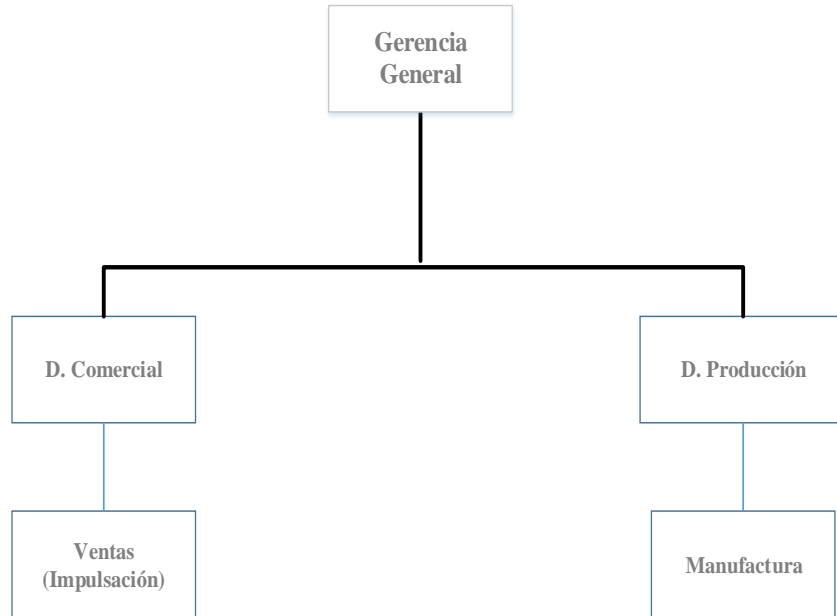 Gerencia
General
D. Comercial
D. Producción
Ventas
(Impulsación)
Manufactura